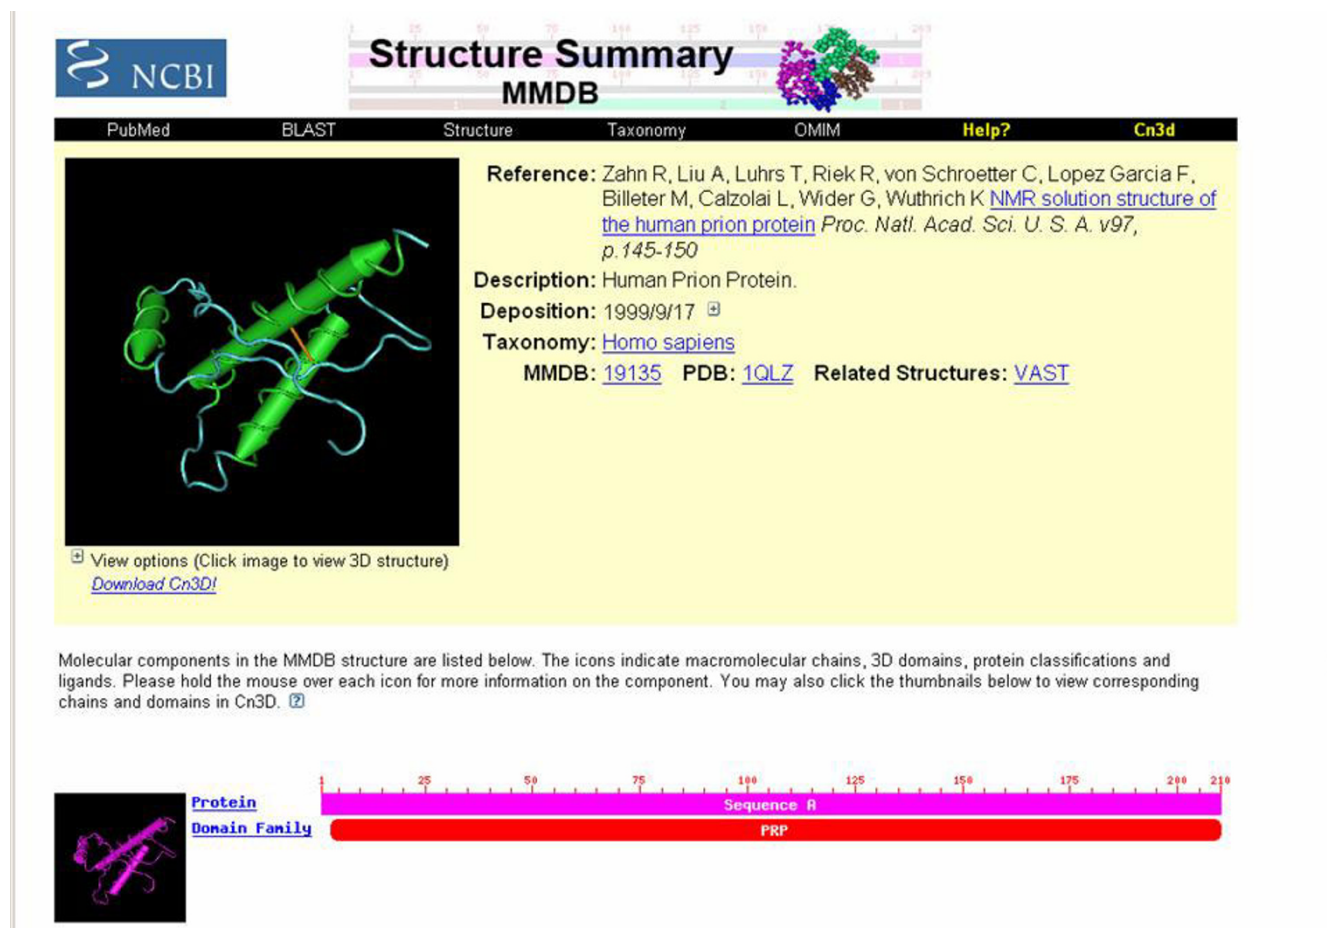 NCBI
Structure Summary
MMDB
PubMed BLAST Structure Taxonomy OMIM Help? Cn3d
Reference: Zahn R, Liu A, Luhrs T, Riek R, von Schroetter C, Lopez Garcia F,
Billeter M, Calzolai L, Wider G, Wuthrich K NMR solution structure of
the human prion protein Proc. Natl. Acad. Sci. U. S. A. v97,
p.145-150
Description: Human Prion Protein.
Deposition: 1999/9/17
Taxonomy: Homo sapiens
MMDB: 19135 PDB: 1QLZ Related Structures: VAST
View options (Click image to view 3D structure)
Download Cn3D!
Molecular components in the MMDB structure are listed below. The icons indicate macromolecular chains, 3D domains, protein classifications and
ligands. Please hold the mouse over each icon for more information on the component. You may also click the thumbnails below to view corresponding
chains and domains in Cn3D. ?
1 25 50 75 100 125 150 175 200 210
Protein Sequence A
Domain Family PRP